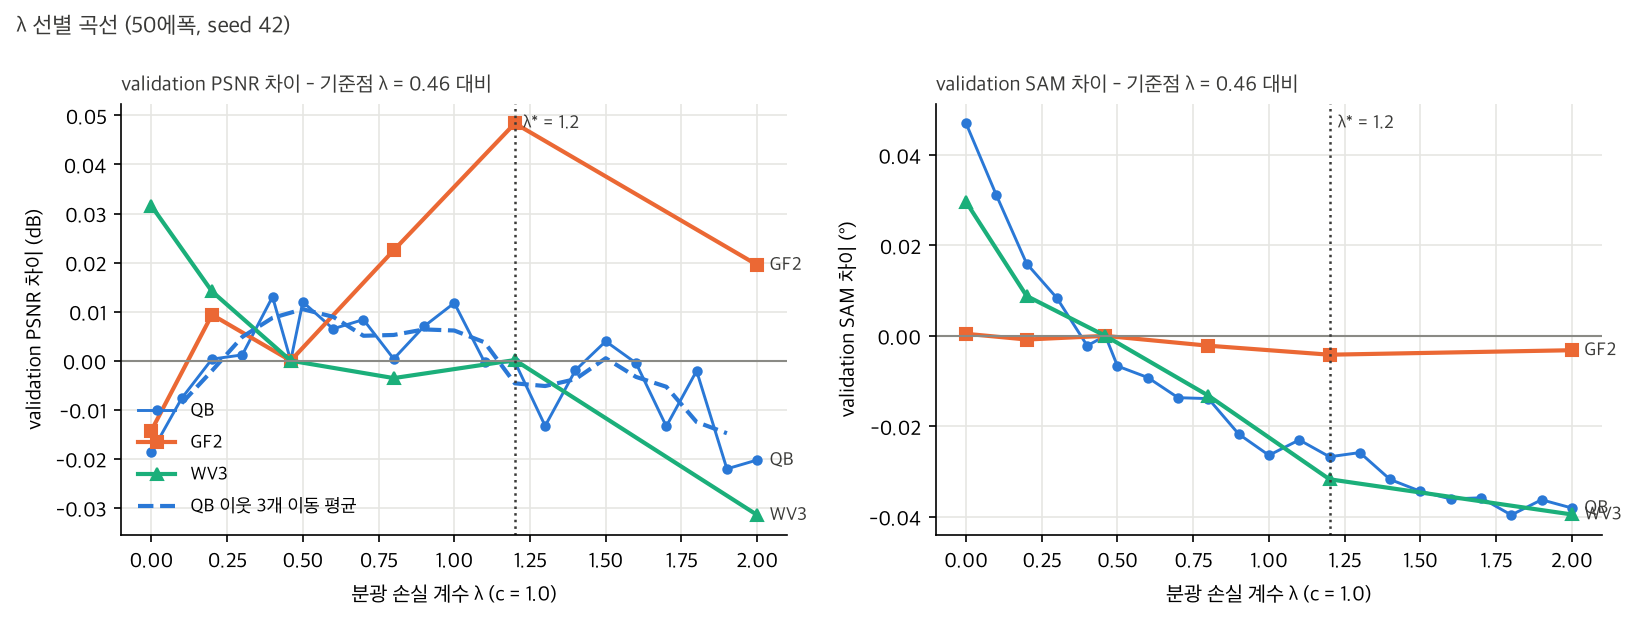 λ 선별 곡선 (50에폭, seed 42)
validation PSNR 차이 – 기준점 λ = 0.46 대비
validation PSNR 차이 (dB)
0.05
0.04
0.03
0.02
0.01
0.00
-0.01
-0.02
-0.03
λ* = 1.2
GF2
QB
WV3
QB
GF2
WV3
QB 이웃 3개 이동 평균
0.00 0.25 0.50 0.75 1.00 1.25 1.50 1.75 2.00
분광 손실 계수 λ (c = 1.0)
validation SAM 차이 – 기준점 λ = 0.46 대비
validation SAM 차이 (°)
0.04
0.02
0.00
-0.02
-0.04
λ* = 1.2
GF2
QB
WV3
0.00 0.25 0.50 0.75 1.00 1.25 1.50 1.75 2.00
분광 손실 계수 λ (c = 1.0)